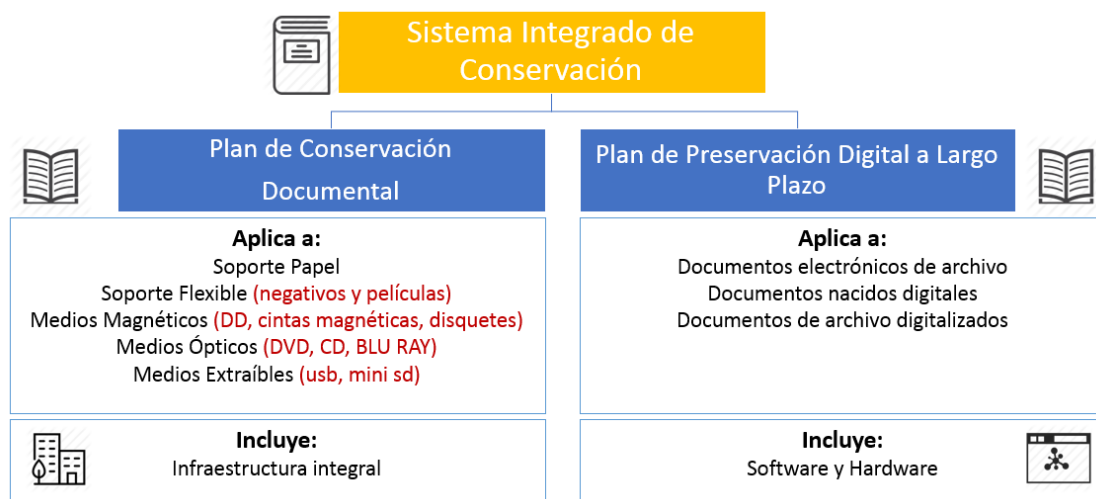 Sistema Integrado de
Conservación
Plan de Conservación
Documental
Aplica a:
Soporte Papel
Soporte Flexible (negativos y películas)
Medios Magnéticos (DD, cintas magnéticas, disquetes)
Medios Ópticos (DVD, CD, BLU RAY)
Medios Extraíbles (usb, mini sd)
Incluye:
Infraestructura integral
Plan de Preservación Digital a Largo
Plazo
Aplica a:
Documentos electrónicos de archivo
Documentos nacidos digitales
Documentos de archivo digitalizados
Incluye:
Software y Hardware